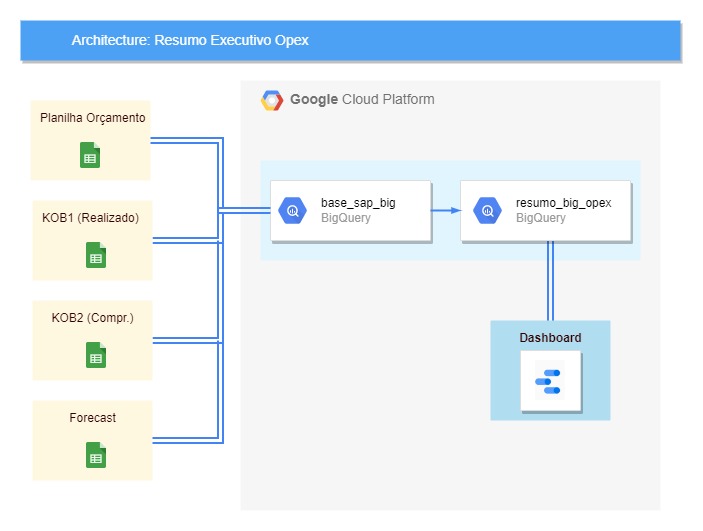 Architecture: Resumo Executivo Opex
Google Cloud Platform
Planilha Orçamento
KOB1 (Realizado)
KOB2 (Compr.)
Forecast
base_sap_big
BigQuery
resumo_big_opex
BigQuery
Dashboard